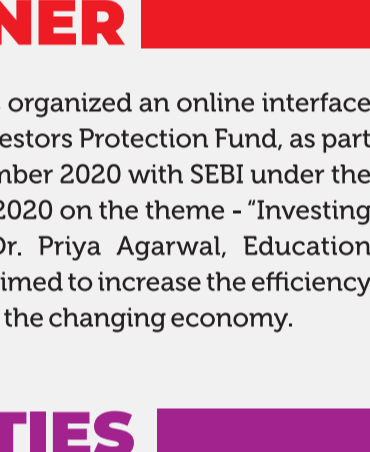 NER
organized an online interface
estors Protection Fund, as part
mber 2020 with SEBI under the
2020 on the theme - “Investing
Dr. Priya Agarwal, Education
imed to increase the efficiency
the changing economy.
TIES